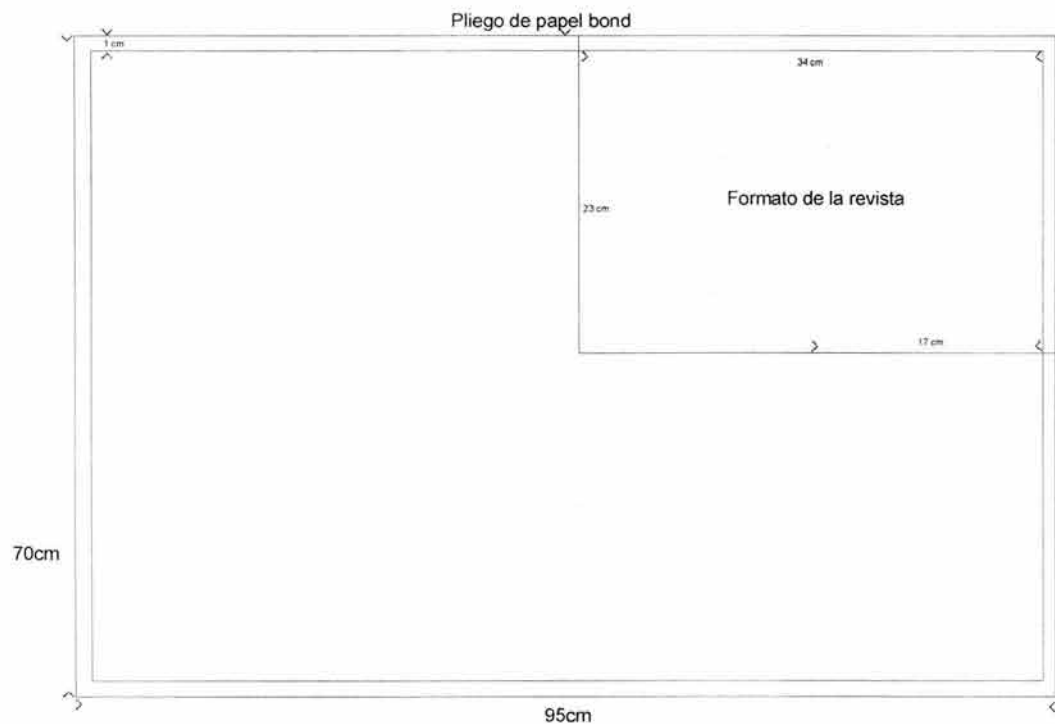 Pliego de papel bond
1 cm
34 cm
Formato de la revista
23 cm
17 cm
70cm
95cm